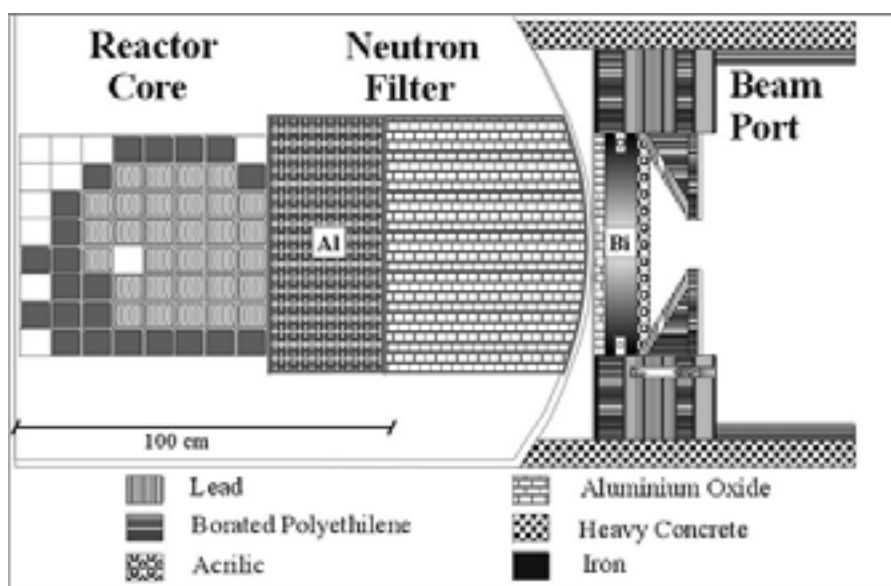 Reactor
Core
Neutron
Filter
Beam
Port
Al
Bi
100 cm
Lead
Borated Polyethilene
Acrilic
Aluminium Oxide
Heavy Concrete
Iron